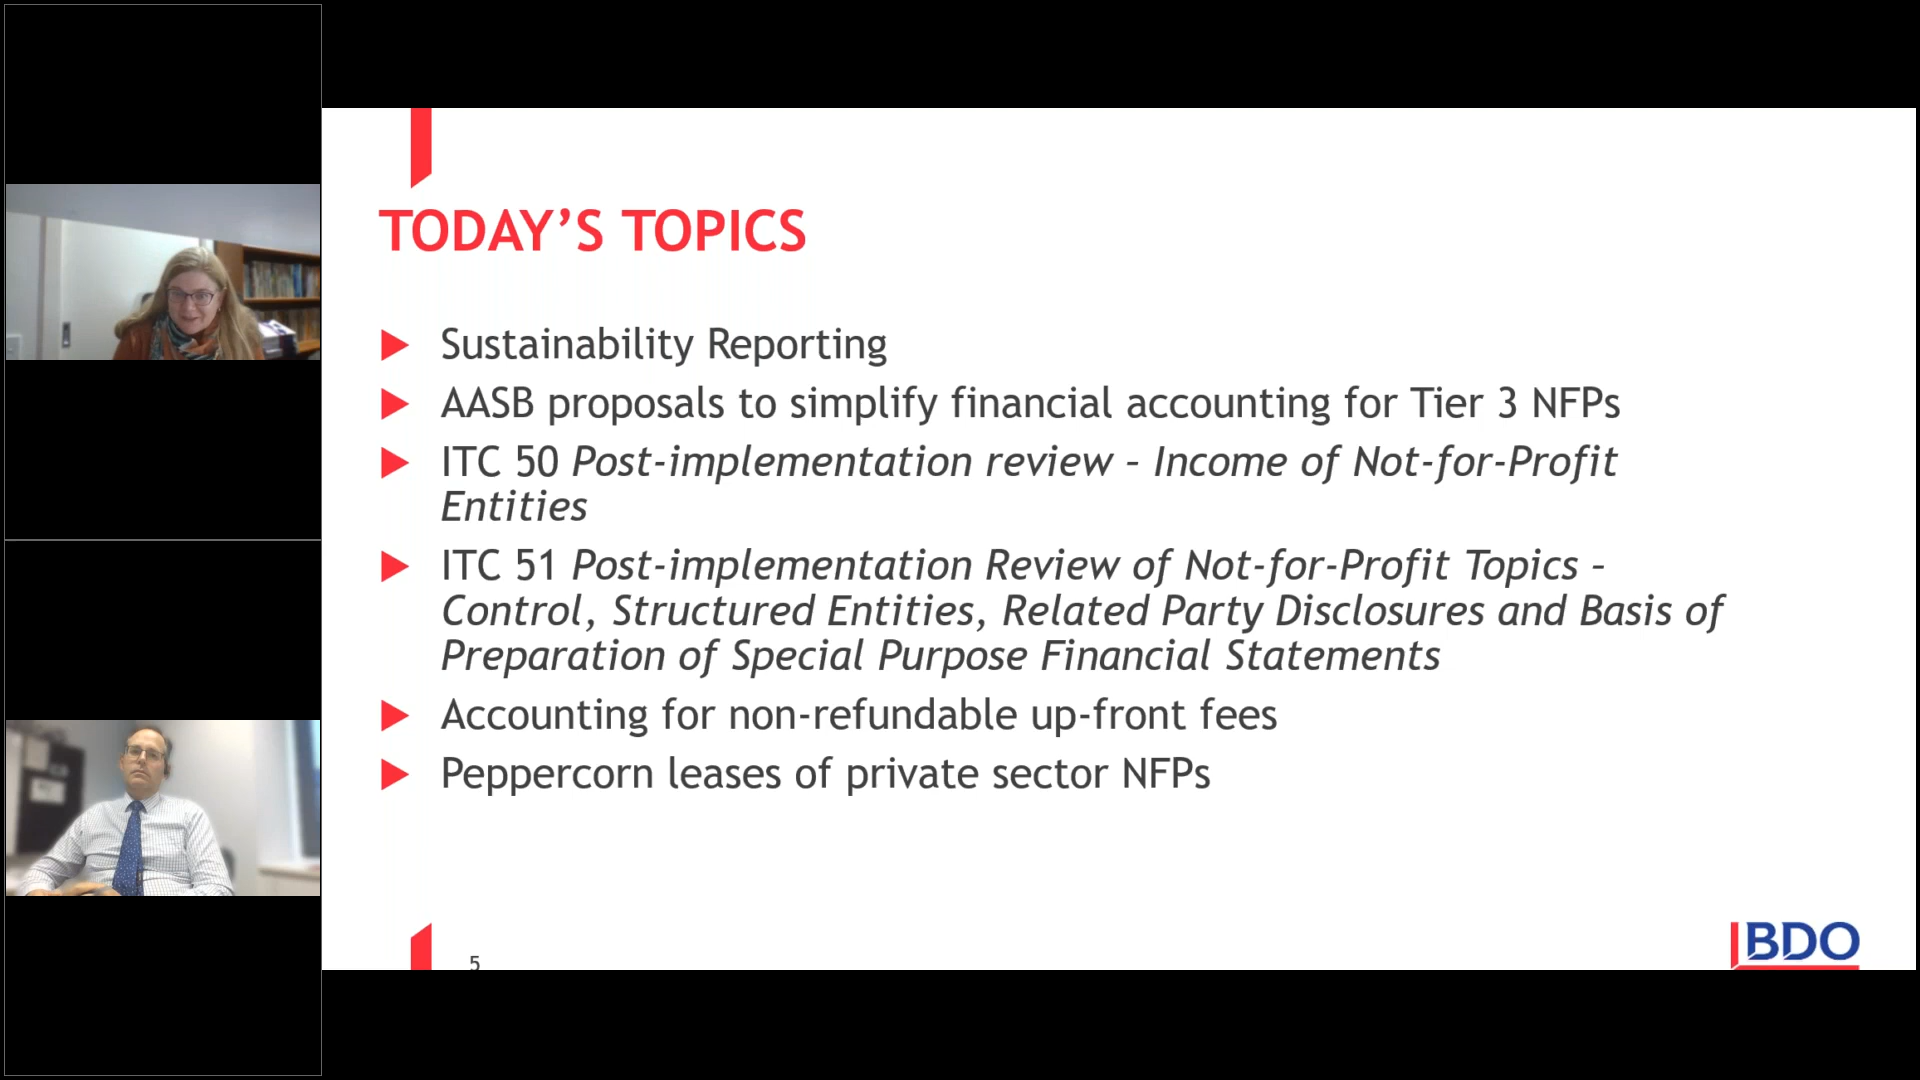 TODAY’S TOPICS
Sustainability Reporting
AASB proposals to simplify financial accounting for Tier 3 NFPs
ITC 50 Post-implementation review – Income of Not-for-Profit
Entities
ITC 51 Post-implementation Review of Not-for-Profit Topics –
Control, Structured Entities, Related Party Disclosures and Basis of
Preparation of Special Purpose Financial Statements
Accounting for non-refundable up-front fees
Peppercorn leases of private sector NFPs
5
BDO